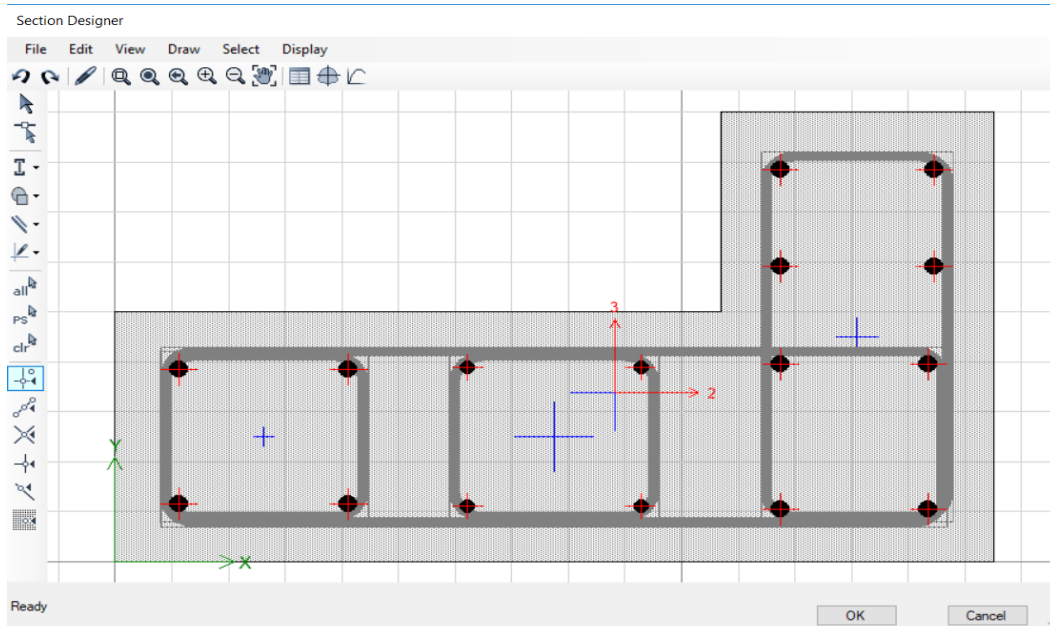 Section Designer
File Edit View Draw Select Display
all
PS
clr
3
2
Y
X
Ready
OK Cancel